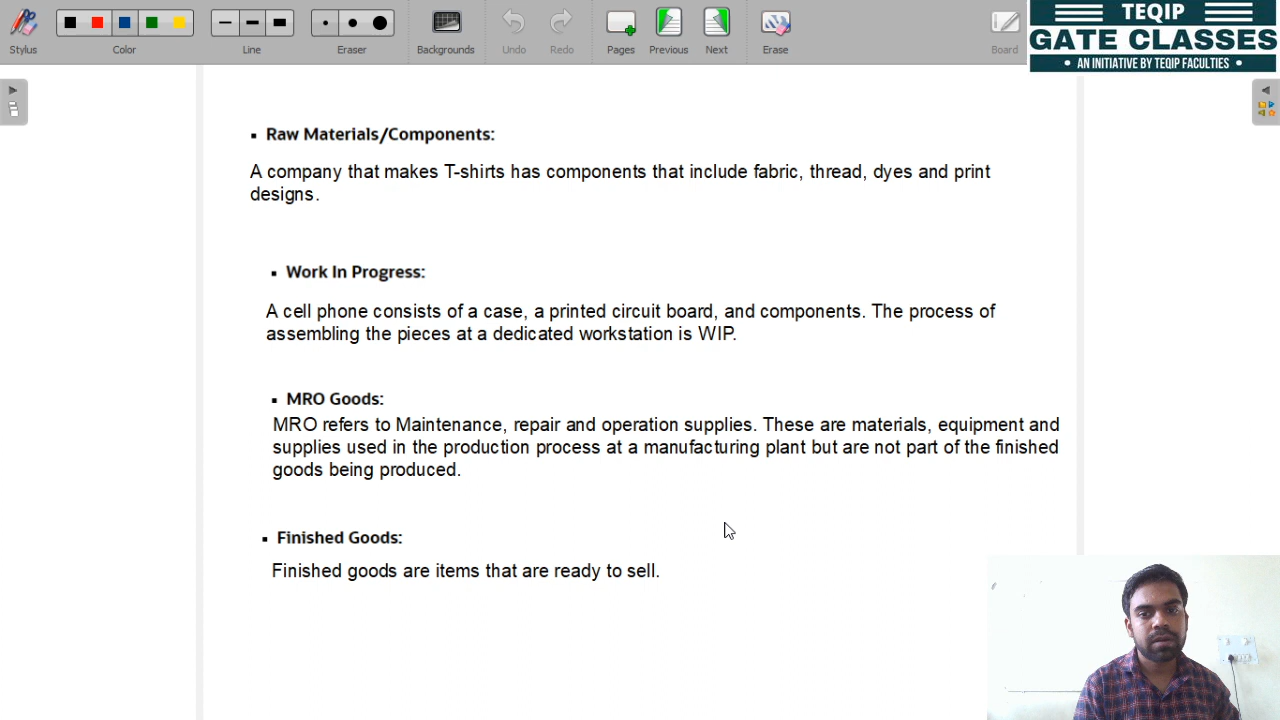 Stylus
Color
Line
Eraser
Backgrounds
Undo
Redo
Pages
Previous
Next
Erase
Board
TEQIP
GATE CLASSES
• AN INITIATIVE BY TEQIP FACULTIES •
▪ Raw Materials/Components:
A company that makes T-shirts has components that include fabric, thread, dyes and print
designs.
▪ Work In Progress:
A cell phone consists of a case, a printed circuit board, and components. The process of
assembling the pieces at a dedicated workstation is WIP.
▪ MRO Goods:
MRO refers to Maintenance, repair and operation supplies. These are materials, equipment and
supplies used in the production process at a manufacturing plant but are not part of the finished
goods being produced.
▪ Finished Goods:
Finished goods are items that are ready to sell.